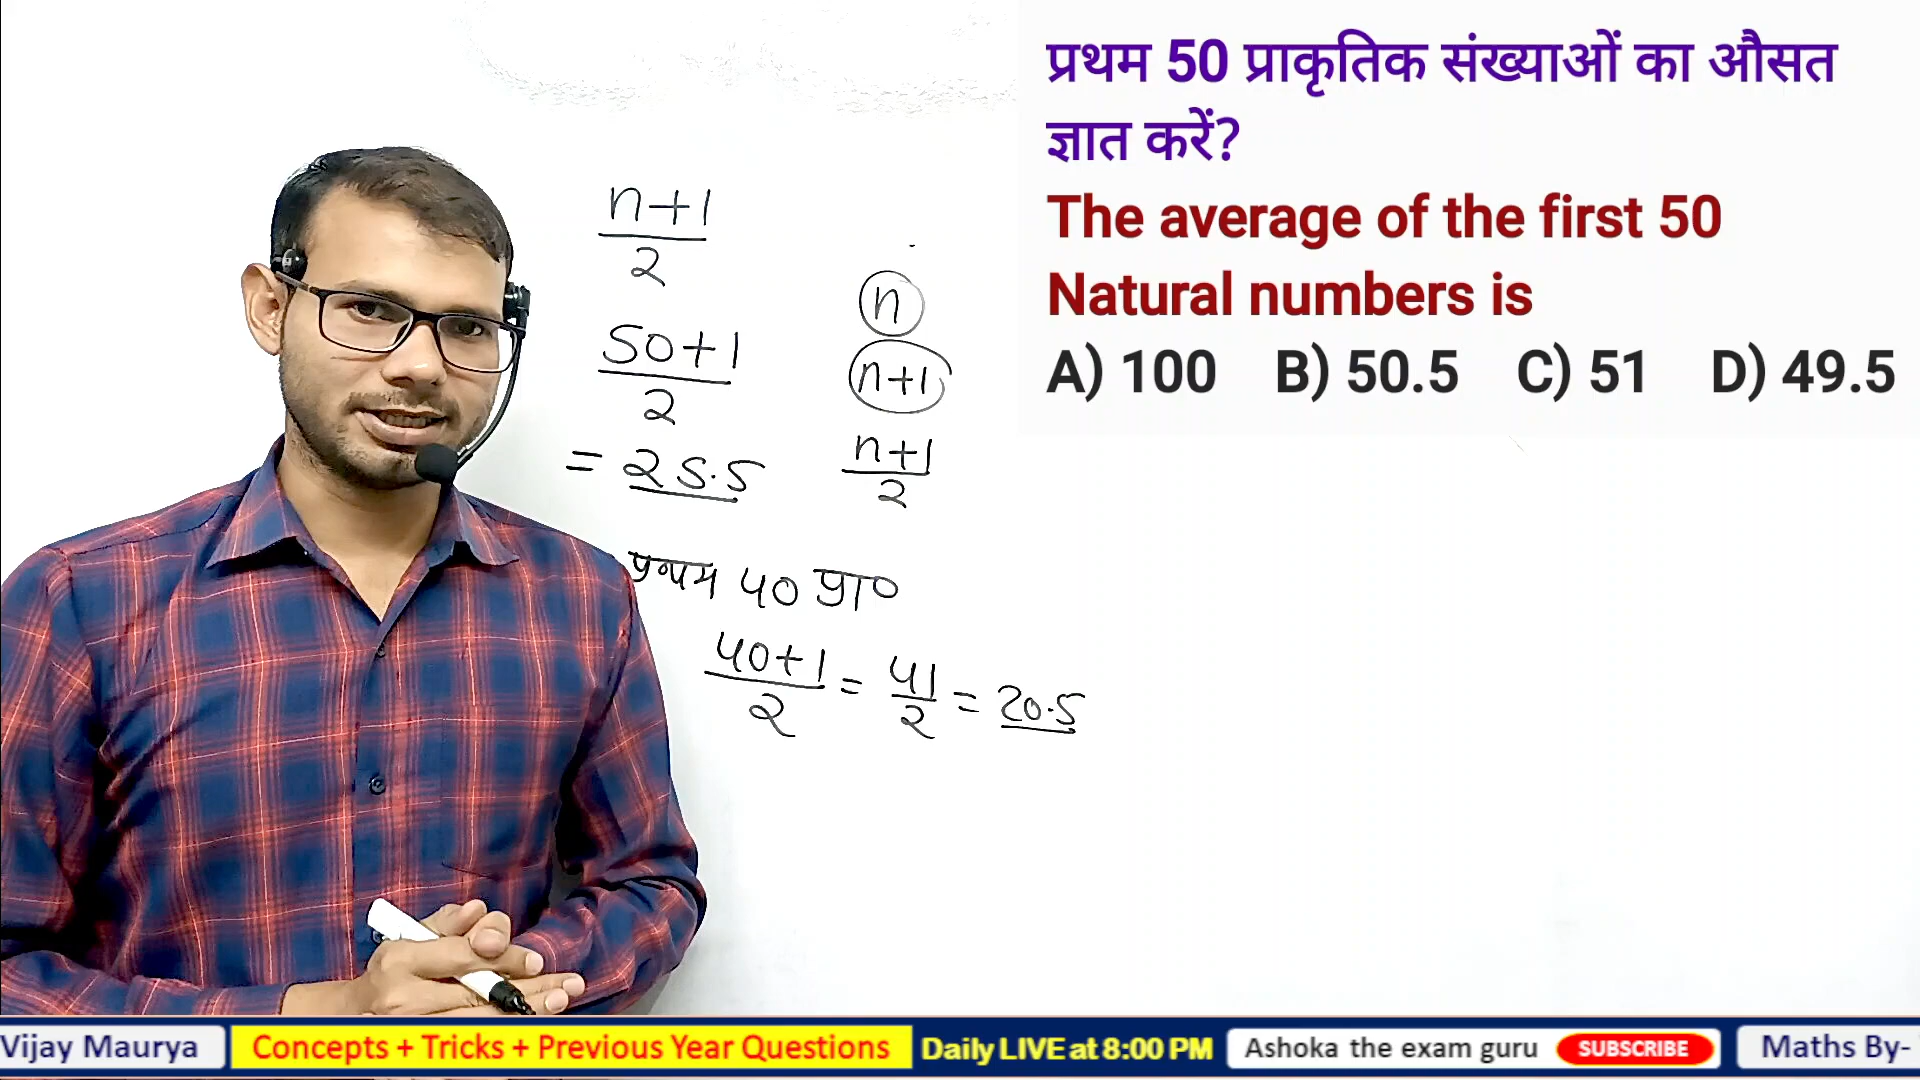 प्रथम 50 प्राकृतिक संख्याओं का औसत
ज्ञात करें?
The average of the first 50
Natural numbers is
A) 100 B) 50.5 C) 51 D) 49.5
n+1
2
50+1
2
= 25.5
n
n+1
n+1
2
प्रथम 40 प्रा०
40+1
2
= 41
2
= 20.5
Vijay Maurya
Concepts + Tricks + Previous Year Questions
Daily LIVE at 8:00 PM
Ashoka the exam guru
SUBSCRIBE
Maths By-